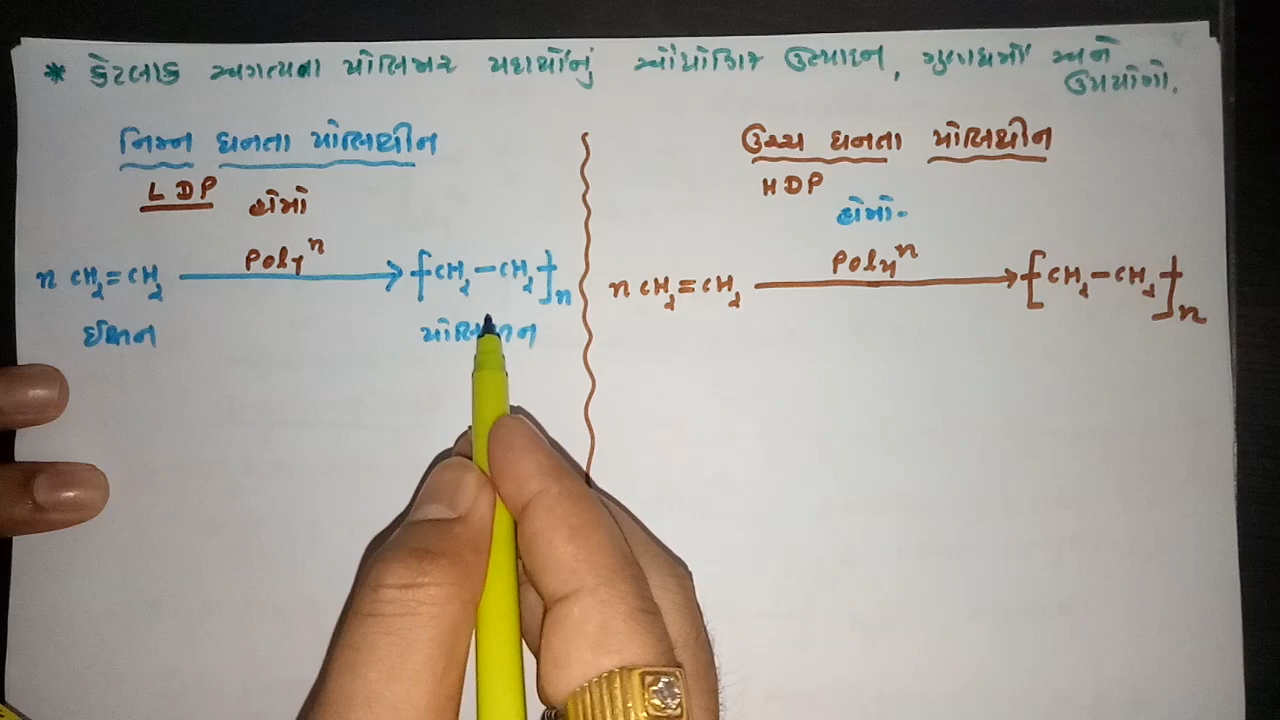 * કેટલાક અગત્યના પોલિમર પદાર્થોનું ઔદ્યોગિક ઉત્પાદન, ગુણધર્મો અને
ઉપયોગો.
નિમ્ન ઘનતા પોલિથીન
LDP હોમો
n CH₂=CH₂ Polyⁿ [CH₂–CH₂]n
ઈથીન
ઉચ્ચ ઘનતા પોલિથીન
HDP
હોમો.
n CH₂=CH₂ Polyⁿ [CH₂–CH₂]n